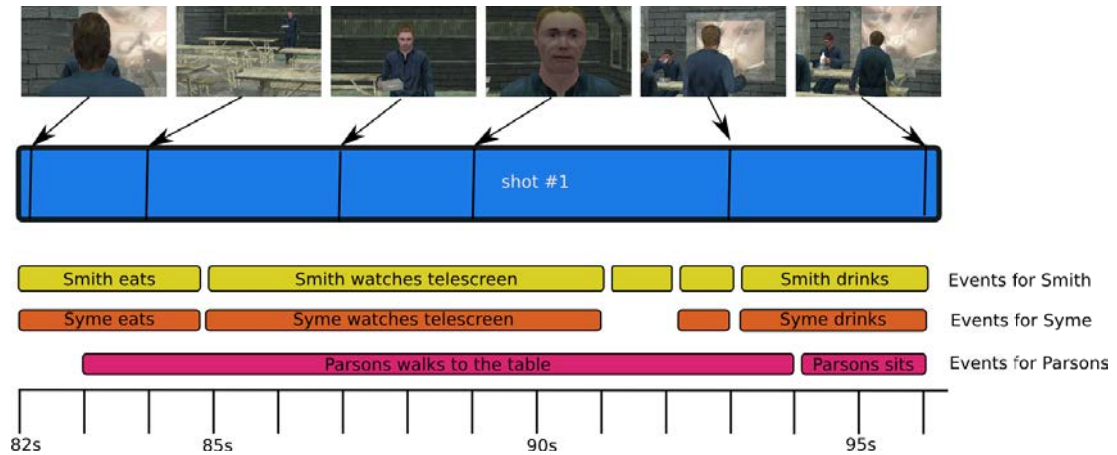 shot #1
Smith eats Smith watches telescreen Smith drinks Events for Smith
Syme eats Syme watches telescreen Syme drinks Events for Syme
Parsons walks to the table Parsons sits Events for Parsons
82s 85s 90s 95s